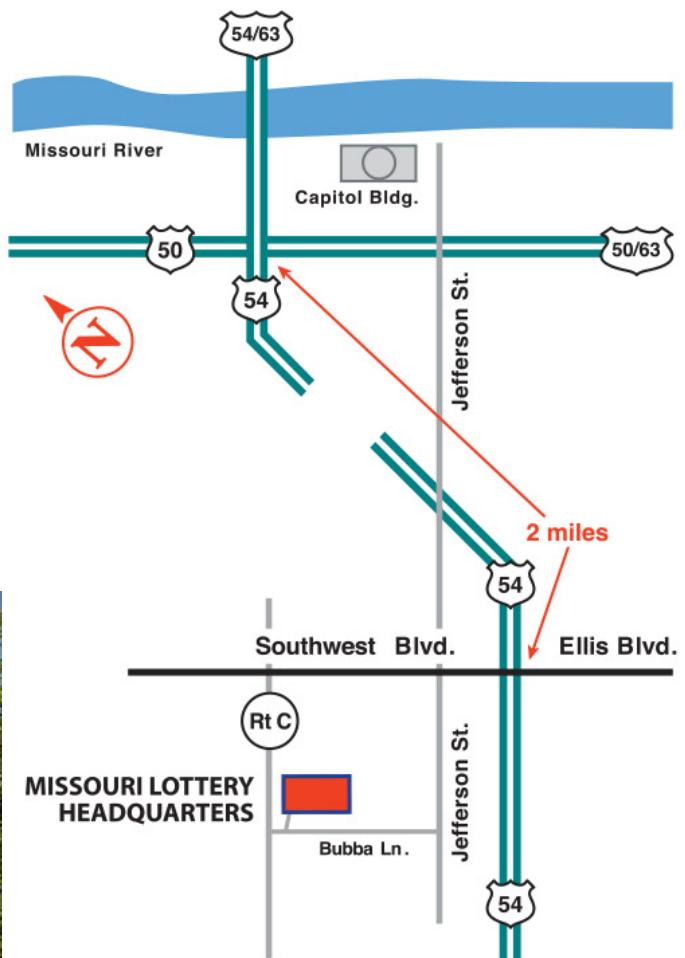 54/63
Missouri River
Capitol Bldg.
50
50/63
54
N
Jefferson St.
2 miles
54
Southwest Blvd.
Ellis Blvd.
Rt C
MISSOURI LOTTERY
HEADQUARTERS
Jefferson St.
Bubba Ln.
54